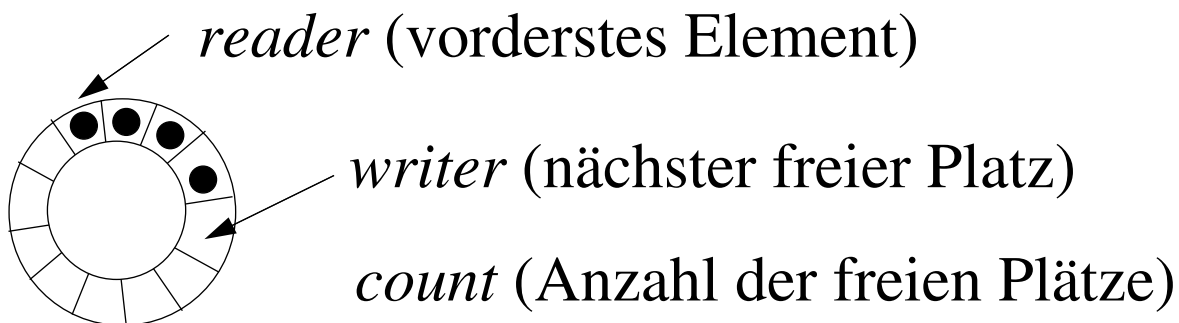 reader (vorderstes Element)
writer (nächster freier Platz)
count (Anzahl der freien Plätze)